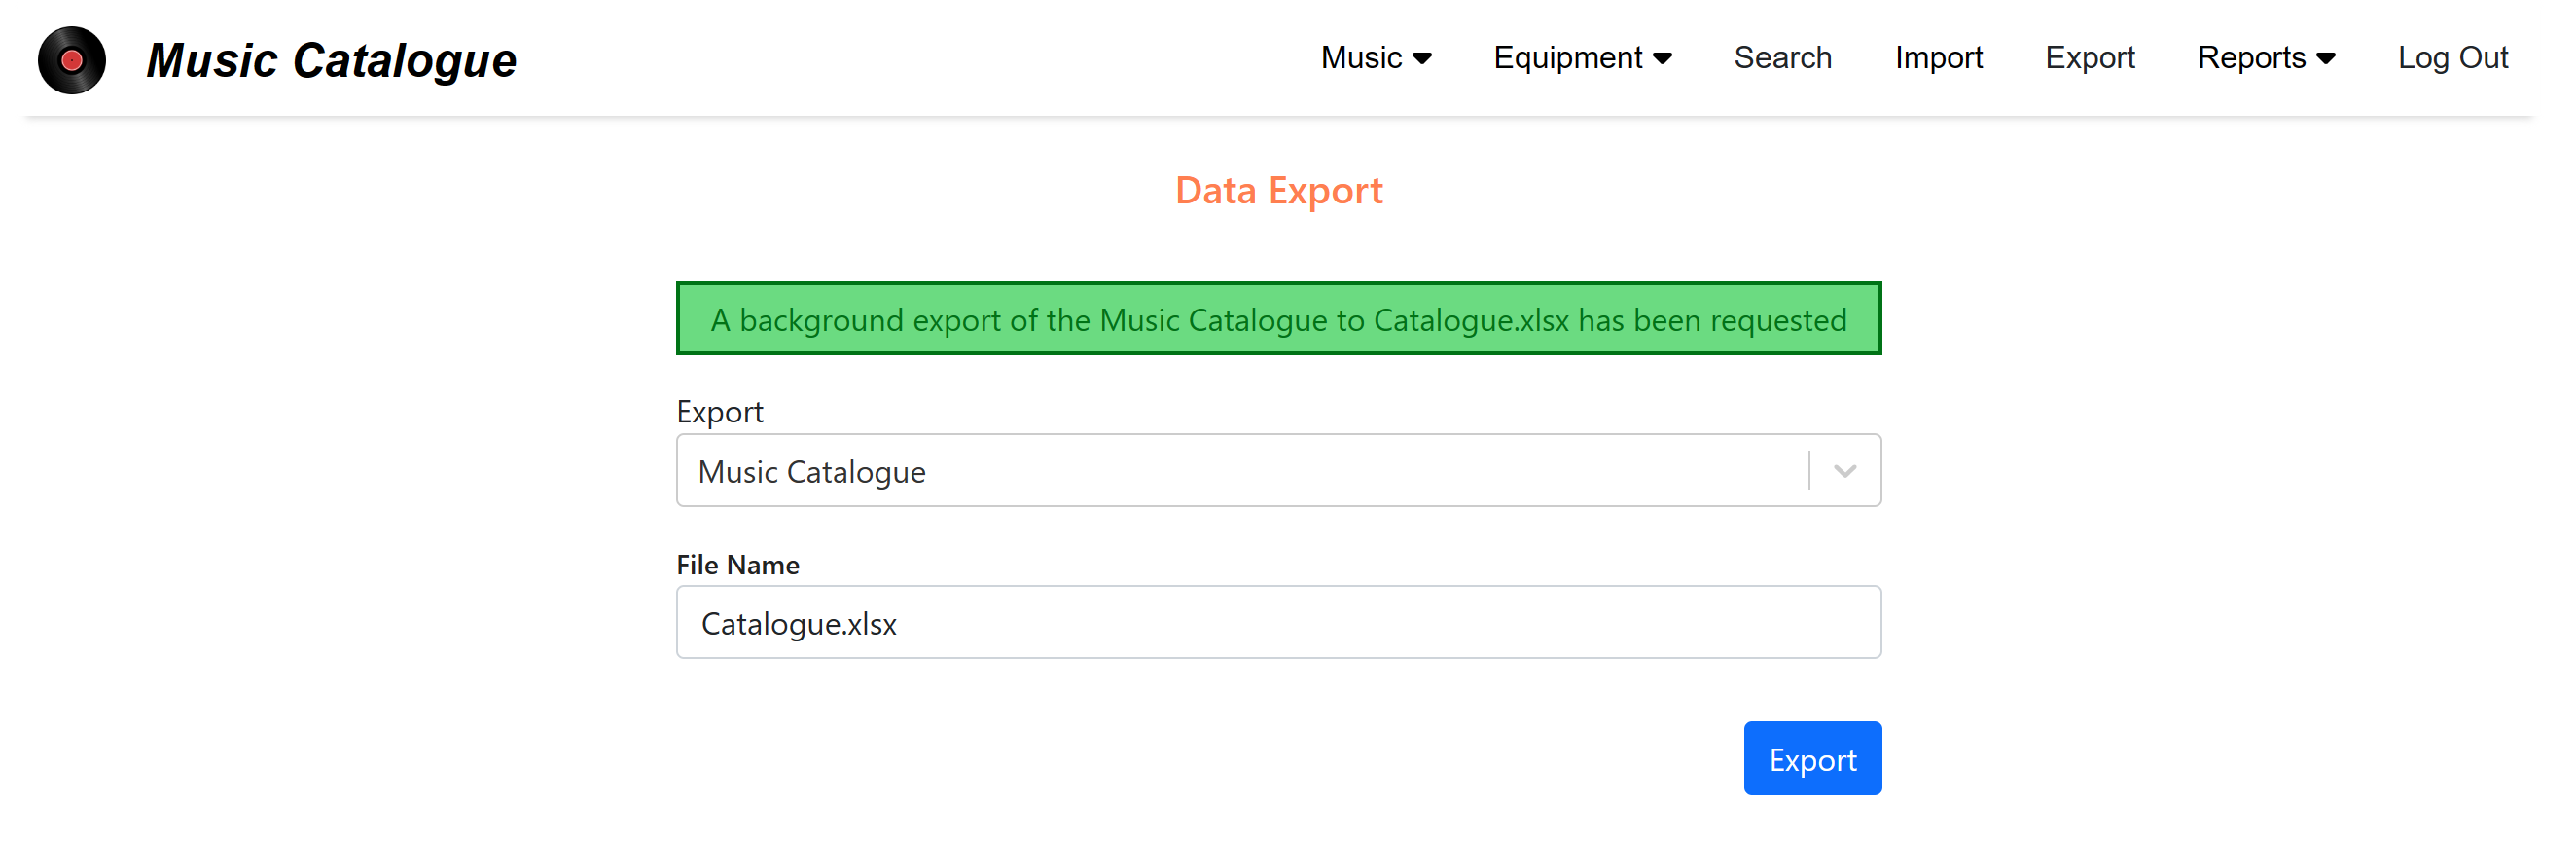 Music Catalogue
Music Equipment Search Import Export Reports Log Out
Data Export
A background export of the Music Catalogue to Catalogue.xlsx has been requested
Export
Music Catalogue
File Name
Catalogue.xlsx
Export